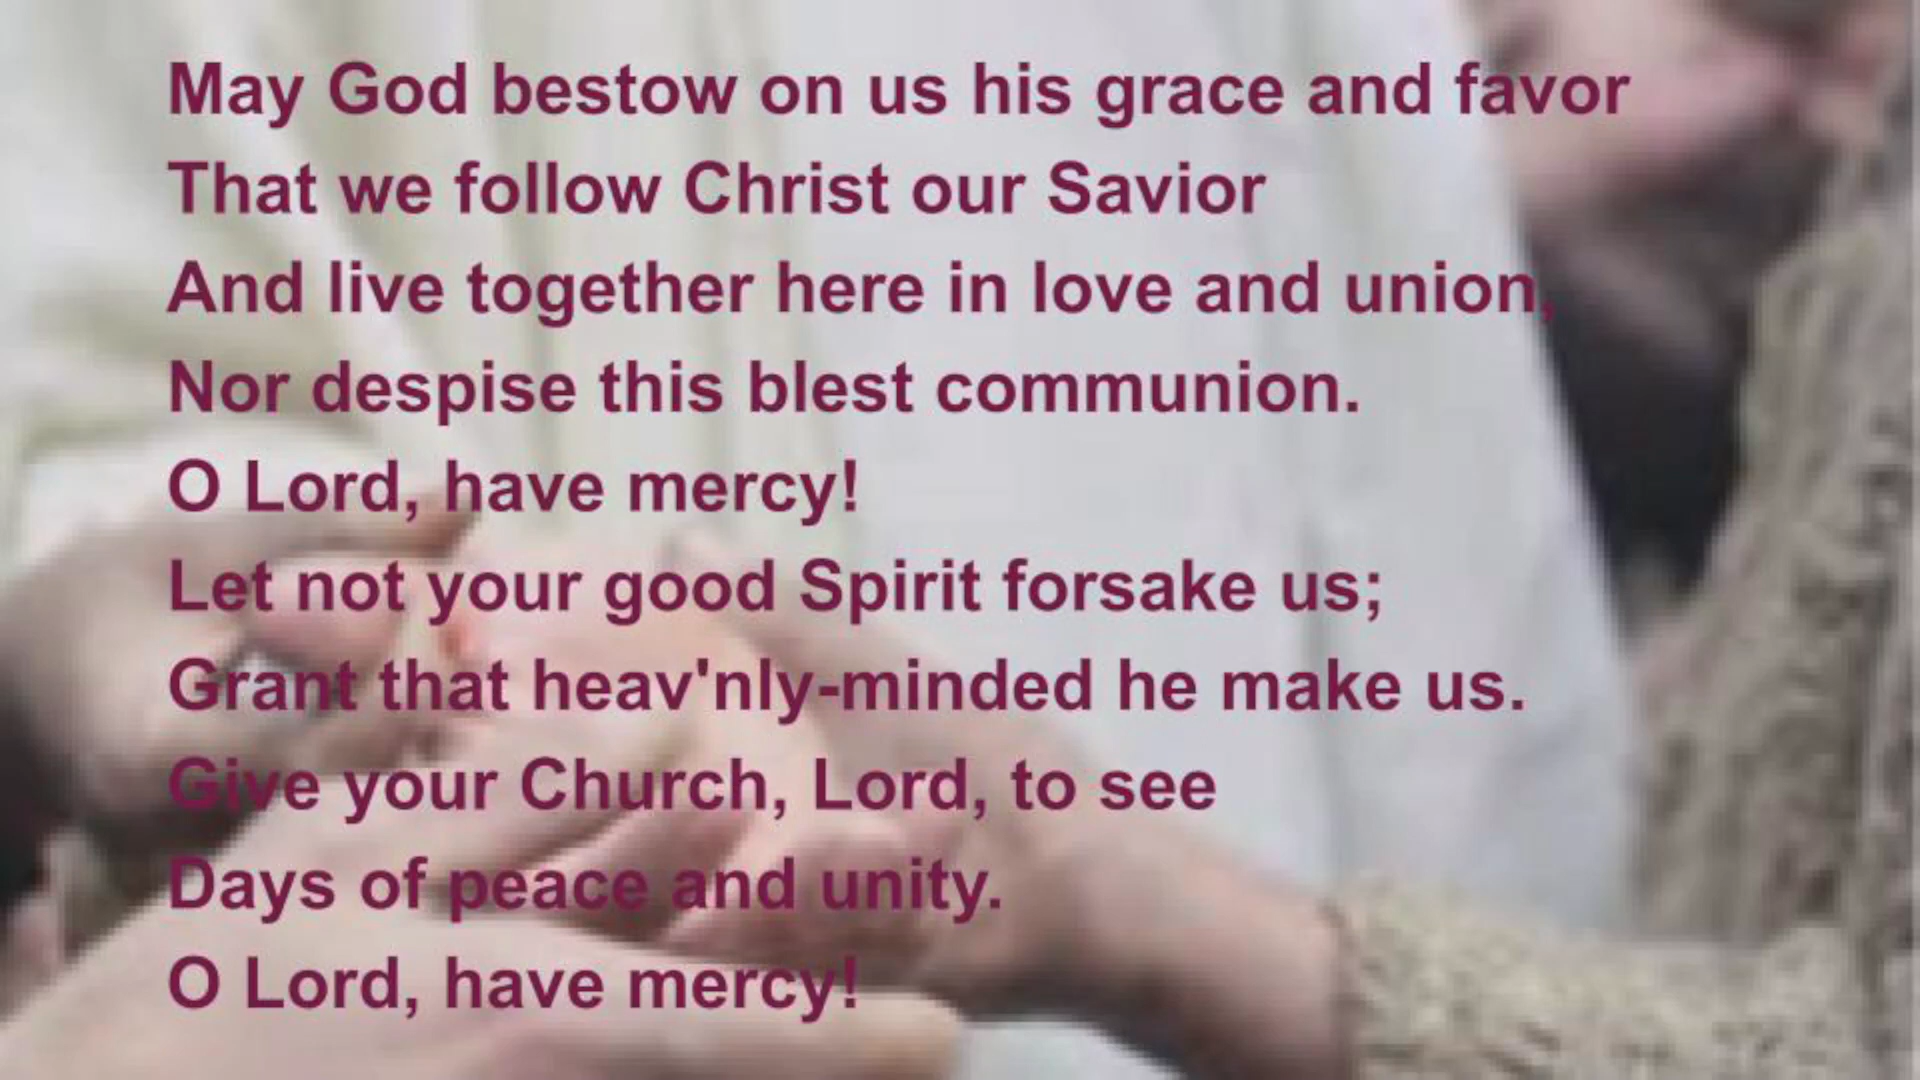 May God bestow on us his grace and favor
That we follow Christ our Savior
And live together here in love and union,
Nor despise this blest communion.
O Lord, have mercy!
Let not your good Spirit forsake us;
Grant that heav'nly-minded he make us.
Give your Church, Lord, to see
Days of peace and unity.
O Lord, have mercy!